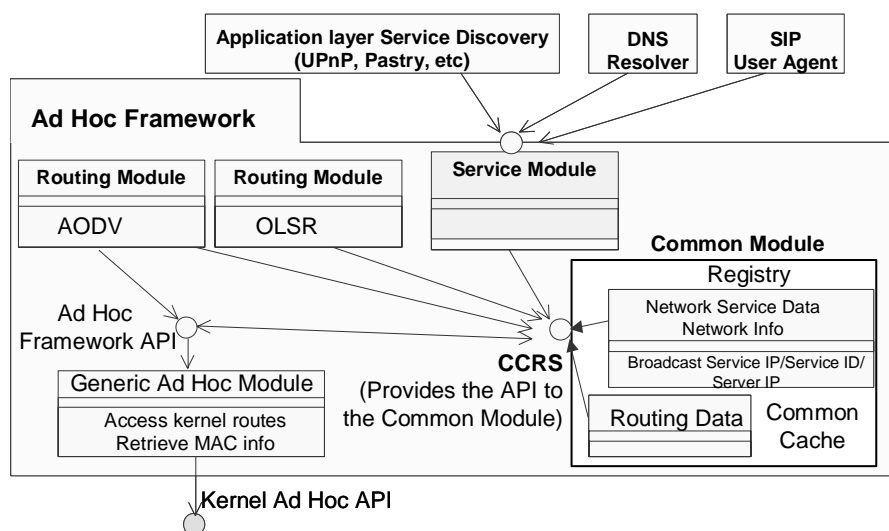 Application layer Service Discovery
(UPnP, Pastry, etc)
DNS
Resolver
SIP
User Agent
Ad Hoc Framework
Routing Module
AODV
Routing Module
OLSR
Service Module
Common Module
Registry
Network Service Data
Network Info
Broadcast Service IP/Service ID/
Server IP
Ad Hoc
Framework API
CCRS
(Provides the API to
the Common Module)
Generic Ad Hoc Module
Access kernel routes
Retrieve MAC info
Routing Data
Common
Cache
Kernel Ad Hoc API